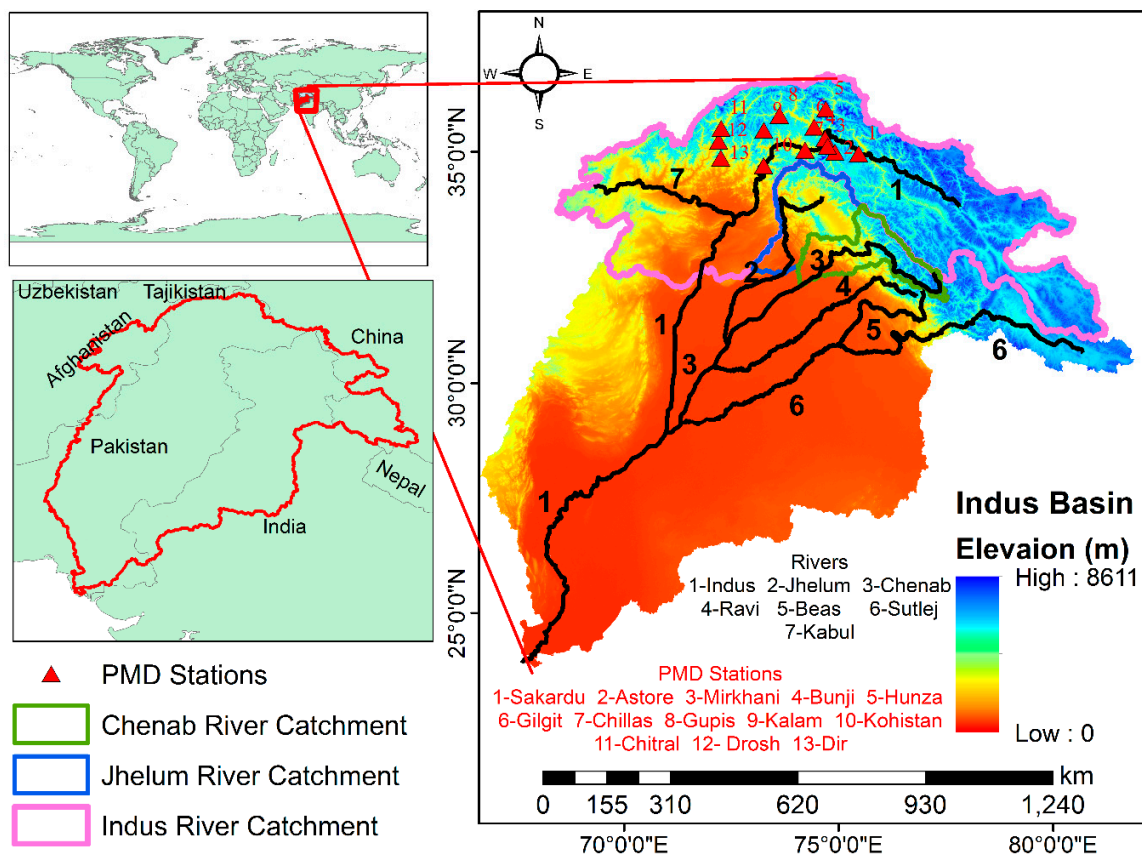 N
W E
S
35°0'0"N
30°0'0"N
25°0'0"N
Uzbekistan Tajikistan
Afghanistan
China
Pakistan
Nepal
India
11
12
13
9
8
5
6
10
1
7
1
2
3
4
5
6
1
3
6
1
PMD Stations
Chenab River Catchment
Jhelum River Catchment
Indus River Catchment
Indus Basin
Elevaion (m)
High : 8611
Low : 0
Rivers
1-Indus 2-Jhelum 3-Chenab
4-Ravi 5-Beas 6-Sutlej
7-Kabul
PMD Stations
1-Sakardu 2-Astore 3-Mirkhani 4-Bunji 5-Hunza
6-Gilgit 7-Chillas 8-Gupis 9-Kalam 10-Kohistan
11-Chitral 12- Drosh 13-Dir
km
0 155 310 620 930 1,240
70°0'0"E 75°0'0"E 80°0'0"E